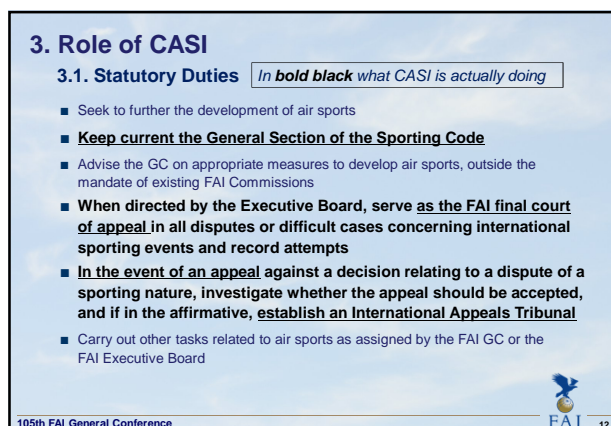 3. Role of CASI
3.1. Statutory Duties In bold black what CASI is actually doing
■ Seek to further the development of air sports
■ Keep current the General Section of the Sporting Code
■ Advise the GC on appropriate measures to develop air sports, outside the
mandate of existing FAI Commissions
■ When directed by the Executive Board, serve as the FAI final court
of appeal in all disputes or difficult cases concerning international
sporting events and record attempts
■ In the event of an appeal against a decision relating to a dispute of a
sporting nature, investigate whether the appeal should be accepted,
and if in the affirmative, establish an International Appeals Tribunal
■ Carry out other tasks related to air sports as assigned by the FAI GC or the
FAI Executive Board
105th FAI General Conference FAI 12